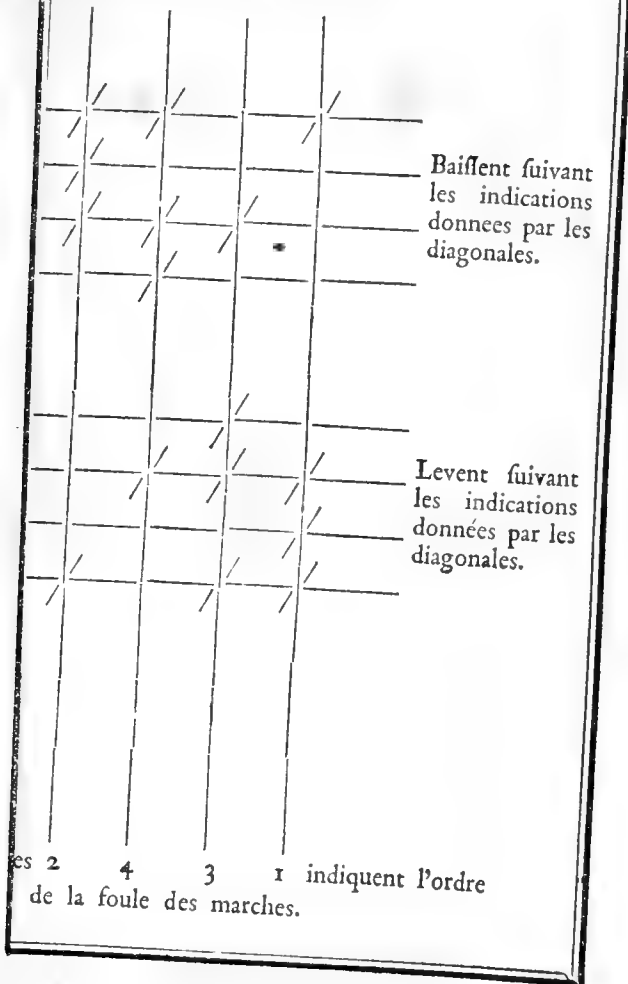 Baiſſent ſuivant
les indications
donnees par les
diagonales.
Levent ſuivant
les indications
données par les
diagonales.
es 2 4 3 1 indiquent l'ordre
de la foule des marches.